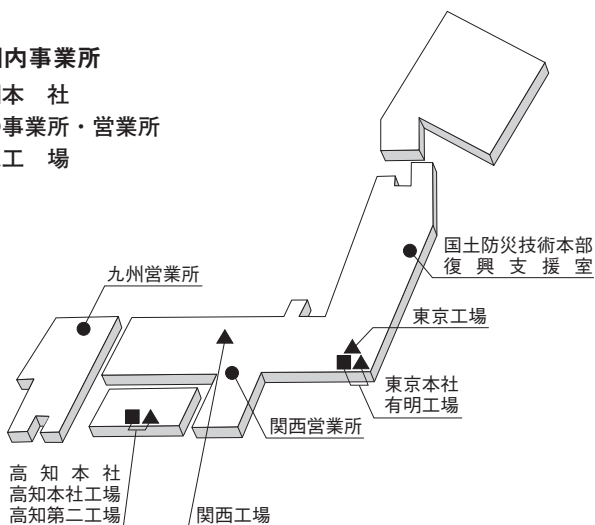 内事業所
本　社
事業所・営業所
工　場
国土防災技術本部
復興支援室
九州営業所
東京工場
東京本社
有明工場
関西営業所
高知本社
高知本社工場
高知第二工場
関西工場